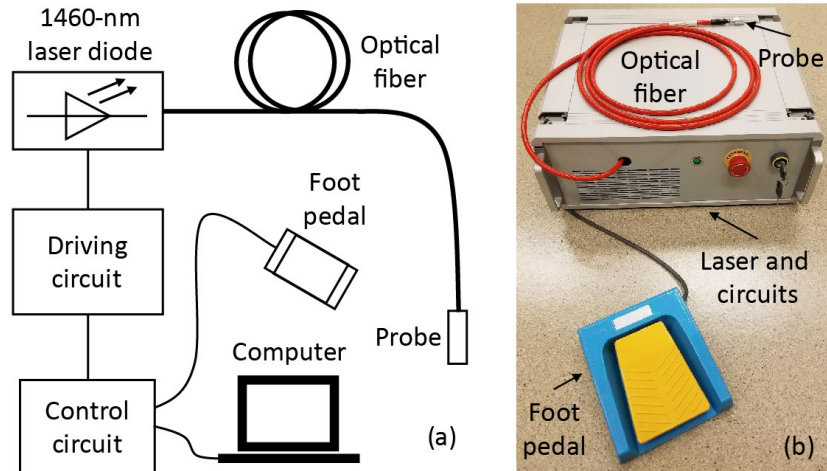 1460-nm
laser diode
Optical
fiber
Foot
pedal
Driving
circuit
Probe
Computer
Control
circuit
(a)
Probe
Optical
fiber
Laser and
circuits
Foot
pedal
(b)